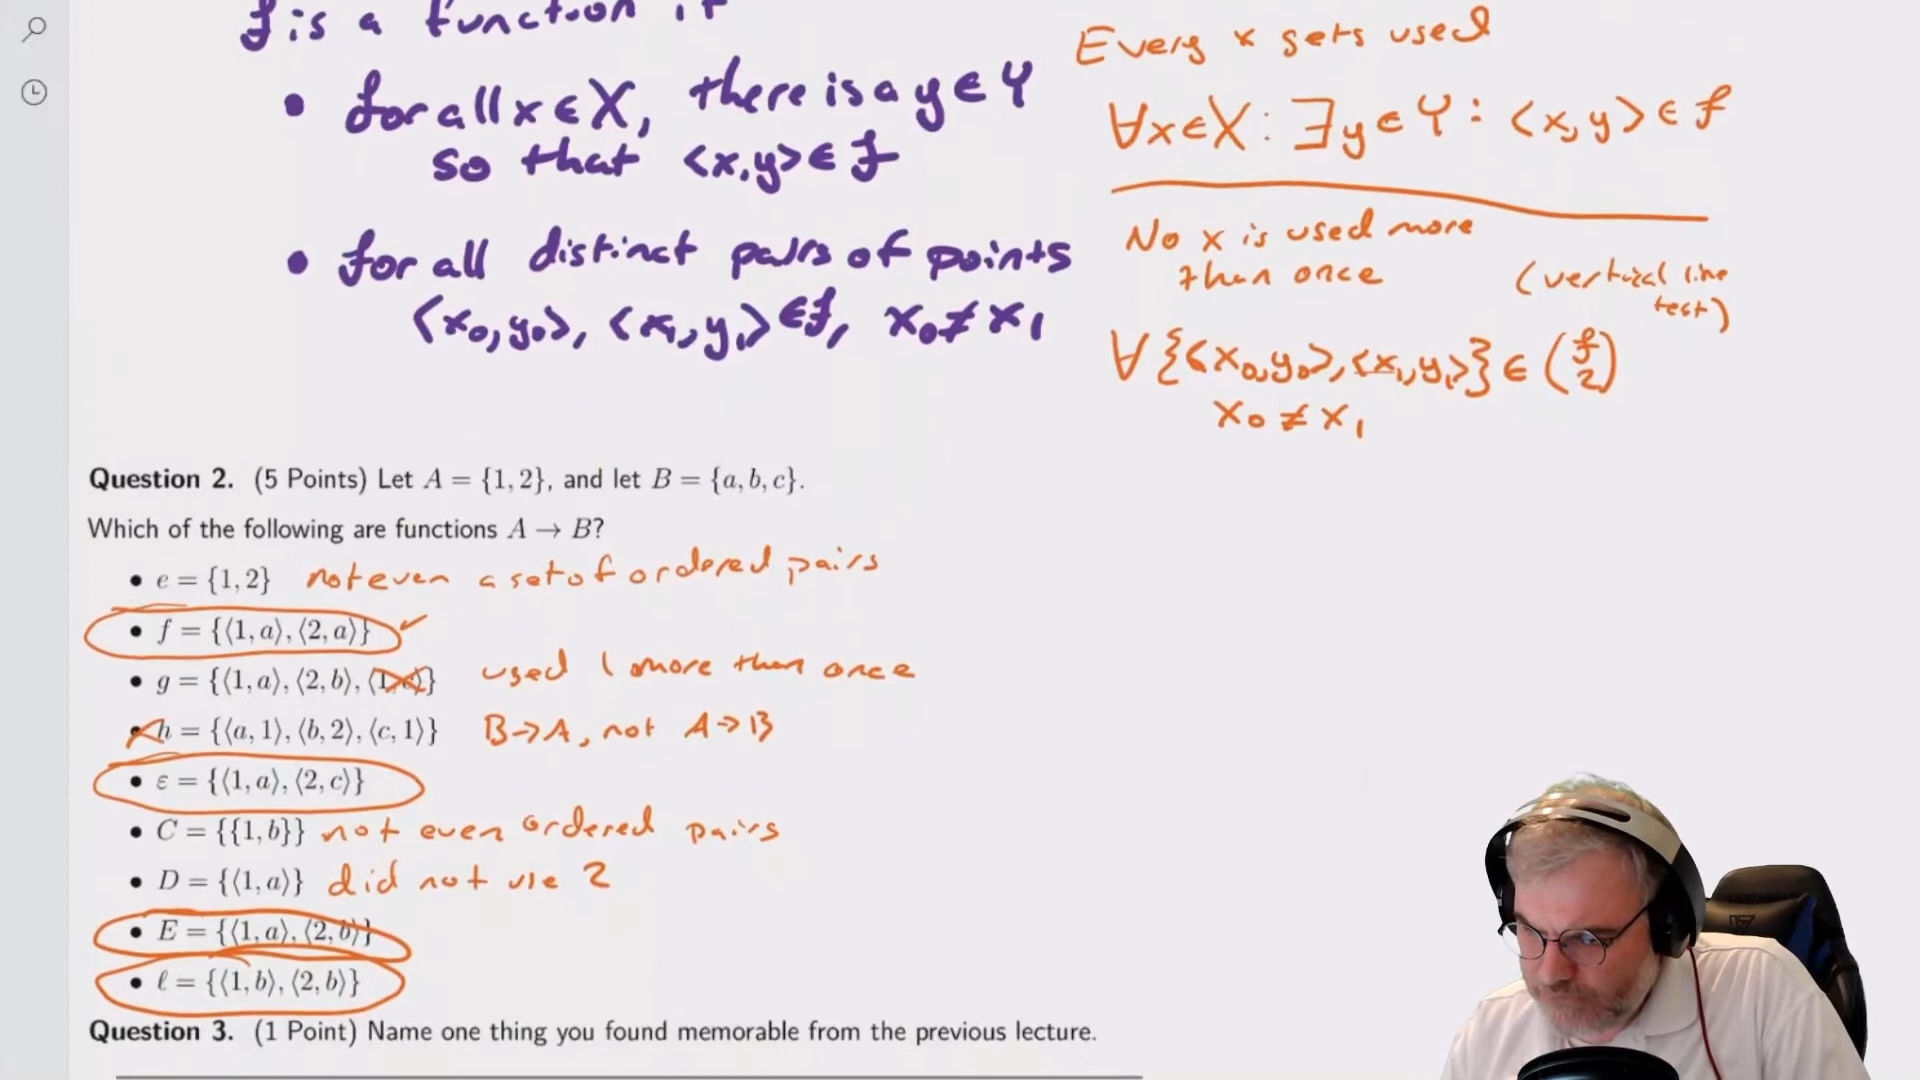 f is a function if
• for all x ∈ X, there is a y ∈ Y
so that <x,y> ∈ f
• for all distinct pairs of points
<x₀,y₀>, <x₁,y₁> ∈ f, x₀ ≠ x₁
Every x gets used
∀x∈X: ∃y∈Y: <x,y> ∈ f
No x is used more
than once
(vertical line
test)
∀{<x₀,y₀>,<x₁,y₁>} ∈ (f 2)
x₀ ≠ x₁
Question 2. (5 Points) Let A = {1, 2}, and let B = {a, b, c}.
Which of the following are functions A → B?
• e = {1, 2} not even a set of ordered pairs
• f = {⟨1, a⟩, ⟨2, a⟩} ✓
• g = {⟨1, a⟩, ⟨2, b⟩, ⟨1, c⟩} used 1 more than once
• h = {⟨a, 1⟩, ⟨b, 2⟩, ⟨c, 1⟩} B→A, not A→B
• ε = {⟨1, a⟩, ⟨2, c⟩}
• C = {{1, b}} not even ordered pairs
• D = {⟨1, a⟩} did not use 2
• E = {⟨1, a⟩, ⟨2, b⟩}
• ℓ = {⟨1, b⟩, ⟨2, b⟩}
Question 3. (1 Point) Name one thing you found memorable from the previous lecture.